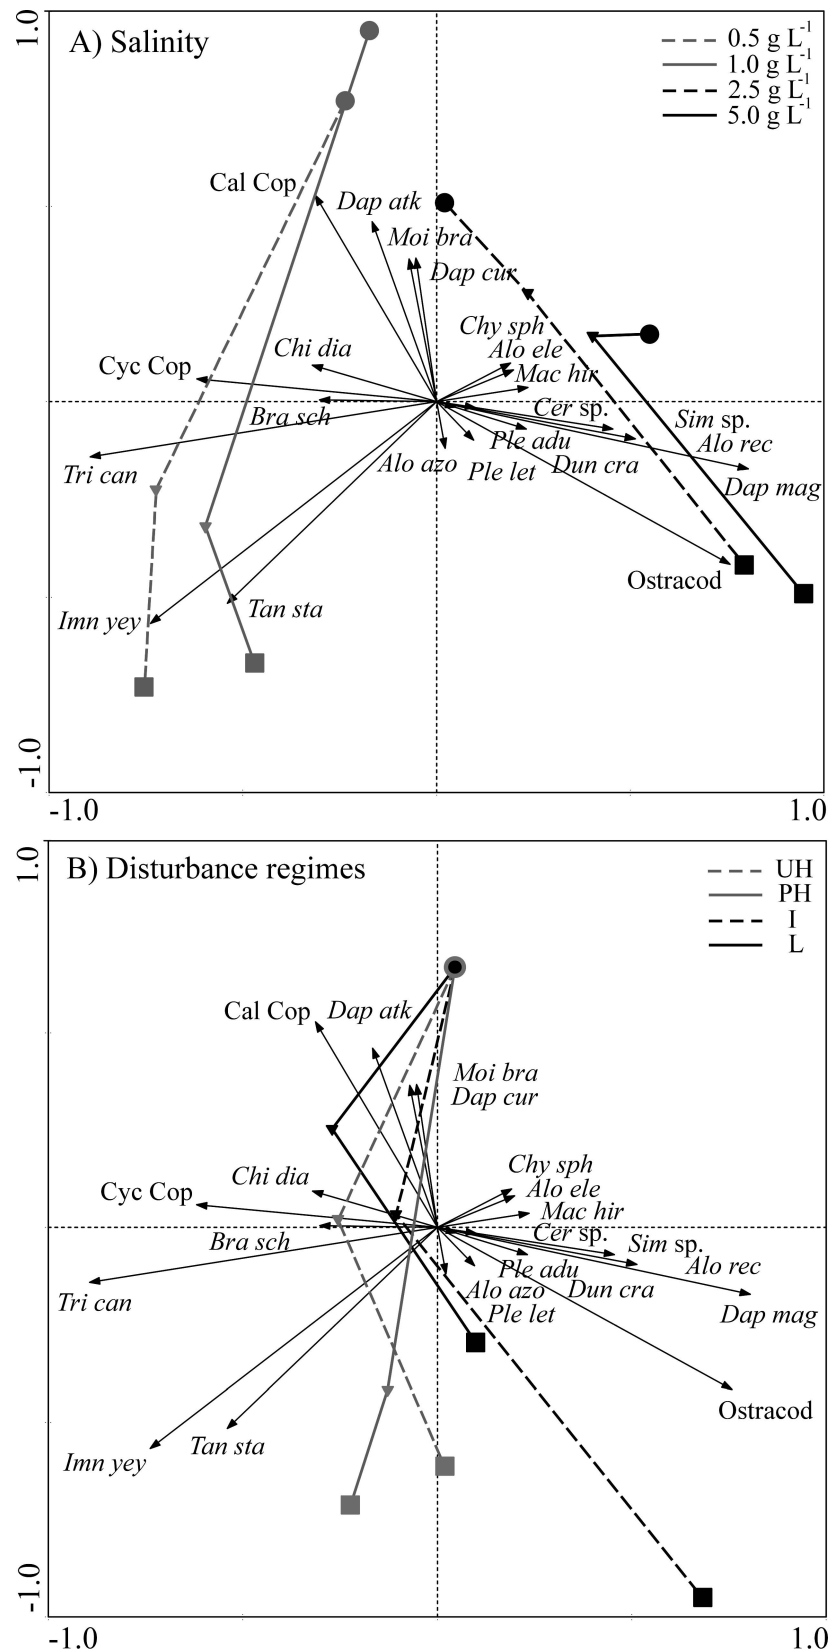 1.0
A) Salinity
0.5 g L-1
1.0 g L-1
2.5 g L-1
5.0 g L-1
Cal Cop
Dap atk
Moi bra
Dap cur
Chy sph
Chi dia
Alo ele
Cyc Cop
Mac hir
Bra sch
Cer sp.
Sim sp.
Ple adu
Alo rec
Tri can
Alo azo
Ple let
Dun cra
Dap mag
Ostracod
Imn yey
Tan sta
-1.0
-1.0
1.0
1.0
B) Disturbance regimes
UH
PH
I
L
Cal Cop
Dap atk
Moi bra
Dap cur
Chy sph
Chi dia
Cyc Cop
Alo ele
Mac hir
Bra sch
Cer sp.
Sim sp.
Ple adu
Alo rec
Tri can
Alo azo
Dun cra
Ple let
Dap mag
Ostracod
Tan sta
Imn yey
-1.0
-1.0
1.0